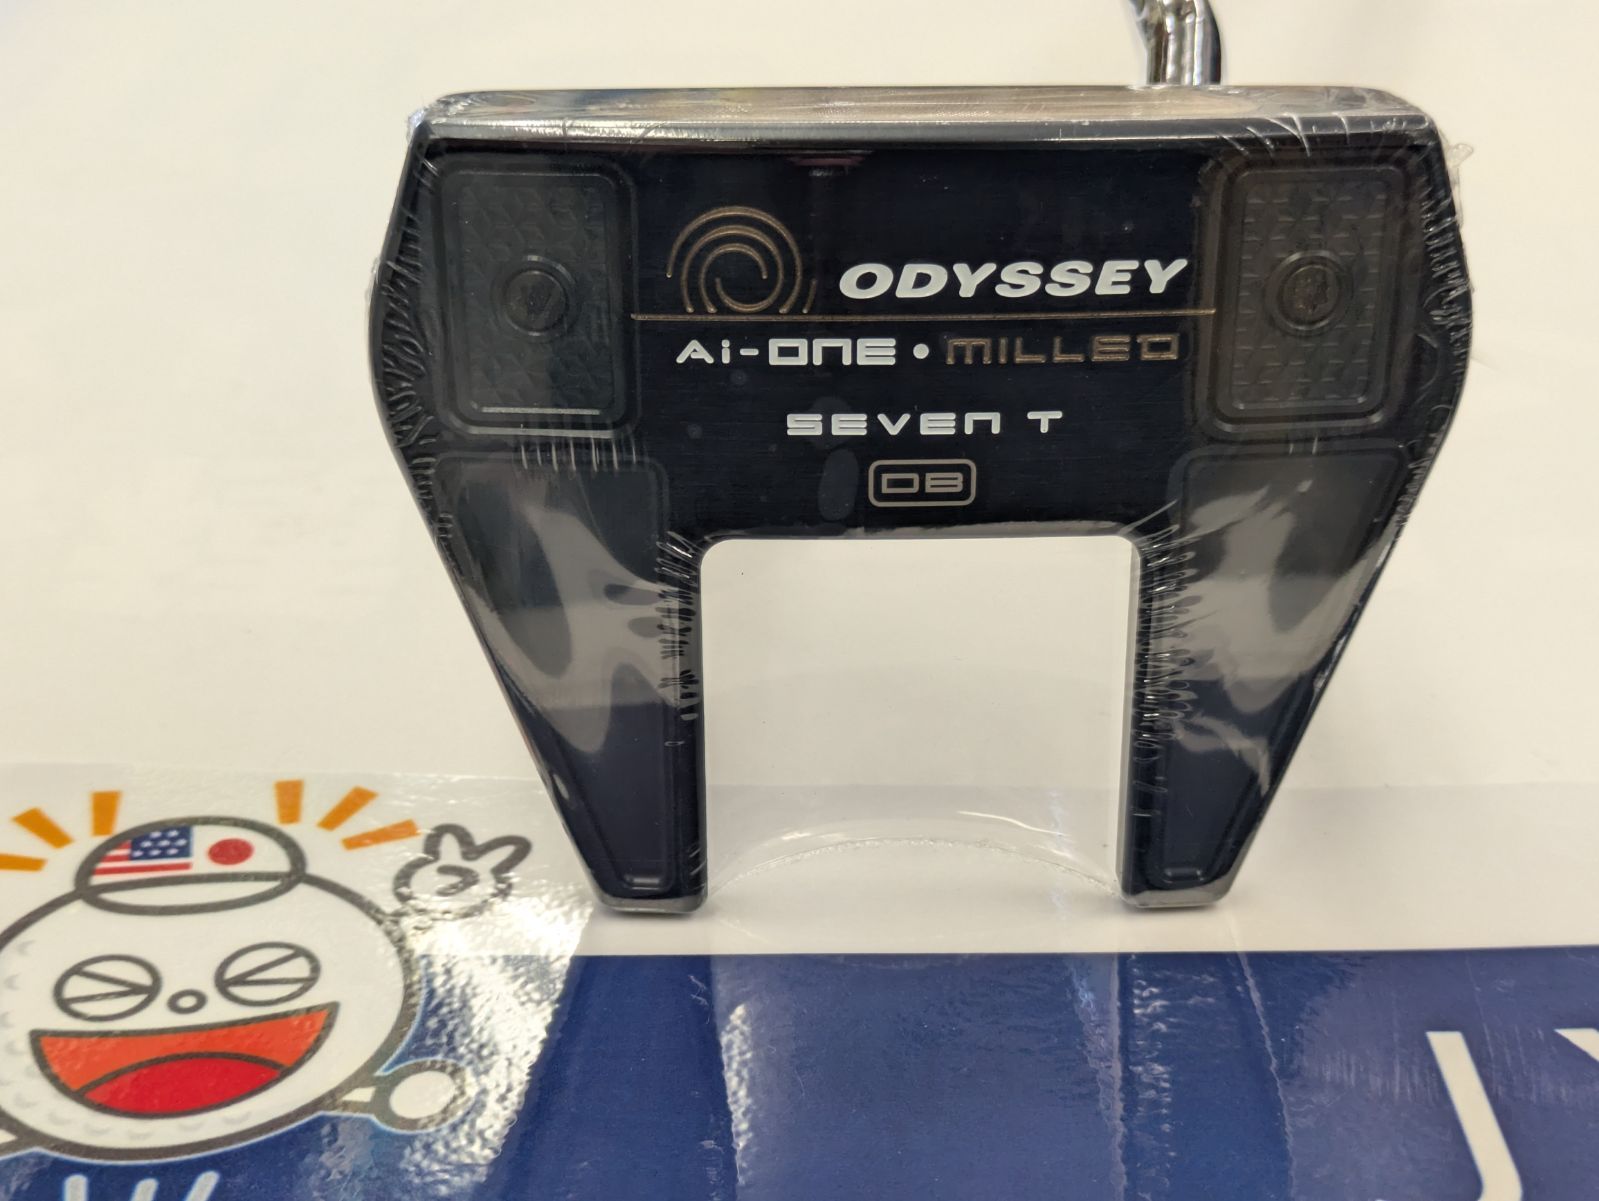 ODYSSEY
Ai-ONE • MILLED
SEVEN T
DB